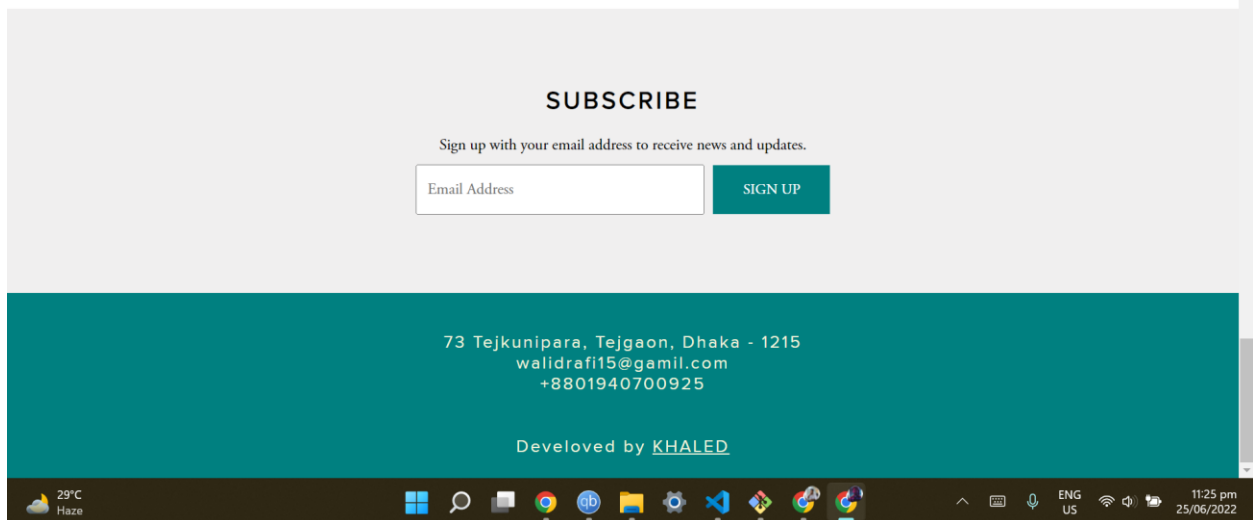 SUBSCRIBE
Sign up with your email address to receive news and updates.
Email Address
SIGN UP
73 Tejkunipara, Tejgaon, Dhaka - 1215
walidrafi15@gamil.com
+8801940700925
Develoved by KHALED
29°C
Haze
qb
ENG
US
11:25 pm
25/06/2022